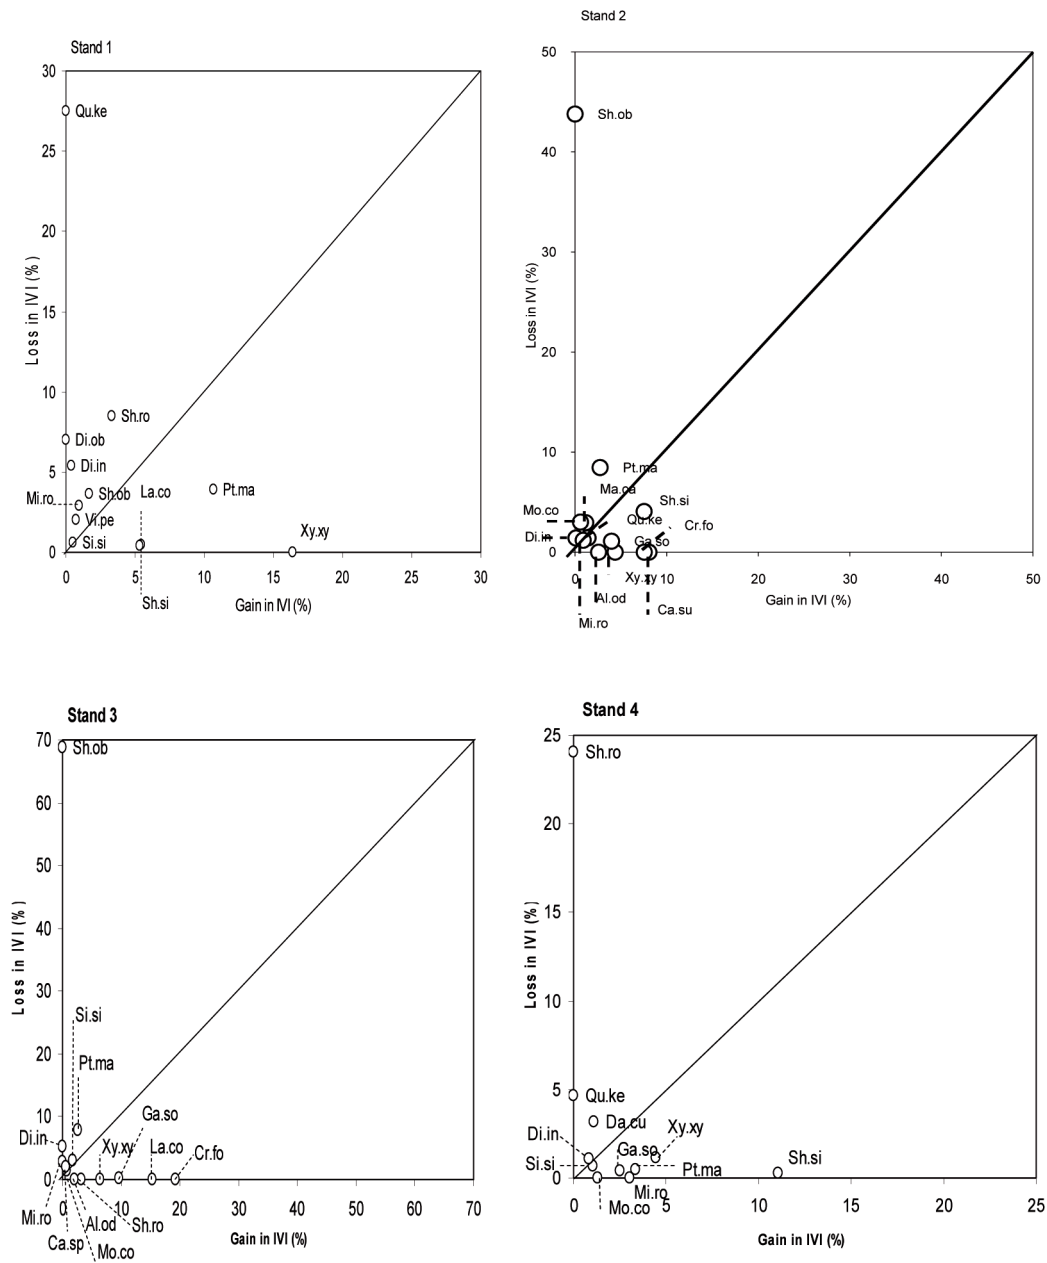 Stand 1
30
Qu.ke
25
20
Loss in IVI (%)
15
10
Sh.ro
Di.ob
Di.in
5
Mi.ro
Sh.ob
La.co
Pt.ma
Vi.pe
Si.si
Xy.xy
0
0 5 10 15 20 25 30
Sh.si
Gain in IVI (%)
Stand 2
50
Sh.ob
40
30
Loss in IVI (%)
20
10
Pt.ma
Ma.ca
Sh.si
Mo.co
Qu.ke
Cr.fo
Di.in
Ga.so
0
0 10 20 30 40 50
Xy.xy
Al.od
Ca.su
Mi.ro
Gain in IVI (%)
Stand 3
70
Sh.ob
60
50
40
Loss in IVI (%)
30
Si.si
20
Pt.ma
10
Ga.so
Di.in
Xy.xy
La.co
Cr.fo
0
0 10 20 30 40 50 60 70
Mi.ro
Al.od
Sh.ro
Ca.sp
Mo.co
Gain in IVI (%)
Stand 4
25
Sh.ro
20
15
Loss in IVI (%)
10
5
Qu.ke
Da.cu
Di.in
Xy.xy
Ga.so
Si.si
Pt.ma
Sh.si
0
Mi.ro
Mo.co
0 5 10 15 20 25
Gain in IVI (%)